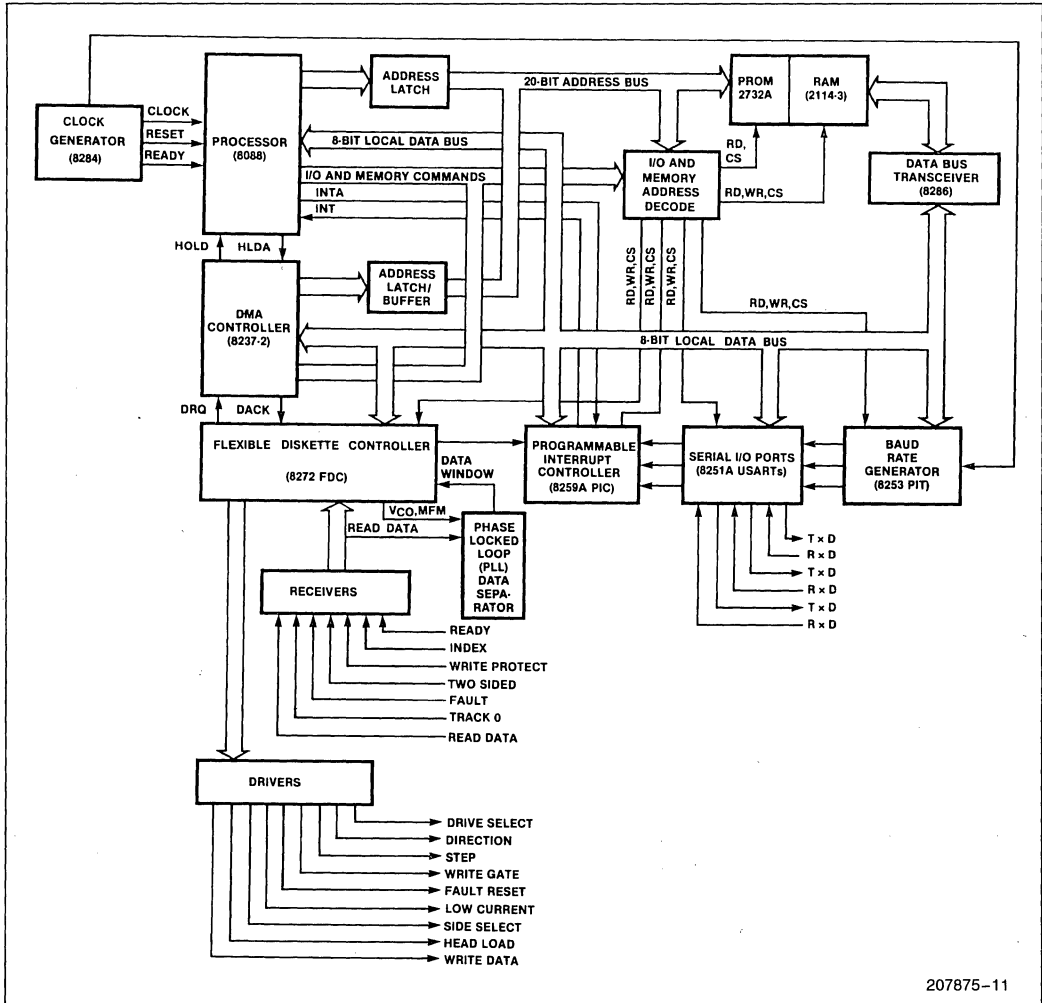 CLOCK
GENERATOR
(8284)
CLOCK
RESET
READY
PROCESSOR
(8088)
ADDRESS
LATCH
20-BIT ADDRESS BUS
PROM
2732A
RAM
(2114-3)
8-BIT LOCAL DATA BUS
I/O AND MEMORY COMMANDS
INTA
INT
I/O AND
MEMORY
ADDRESS
DECODE
RD,
CS
RD,WR,CS
DATA BUS
TRANSCEIVER
(8286)
HOLD
HLDA
DMA
CONTROLLER
(8237-2)
ADDRESS
LATCH/
BUFFER
RD,WR,CS
RD,WR,CS
RD,WR,CS
RD,WR,CS
8-BIT LOCAL DATA BUS
DRQ
DACK
FLEXIBLE DISKETTE CONTROLLER
(8272 FDC)
DATA
WINDOW
PROGRAMMABLE
INTERRUPT
CONTROLLER
(8259A PIC)
SERIAL I/O PORTS
(8251A USARTs)
BAUD
RATE
GENERATOR
(8253 PIT)
VCO,MFM
READ DATA
PHASE
LOCKED
LOOP
(PLL)
DATA
SEPA-
RATOR
T × D
R × D
T × D
R × D
T × D
R × D
RECEIVERS
READY
INDEX
WRITE PROTECT
TWO SIDED
FAULT
TRACK 0
READ DATA
DRIVERS
DRIVE SELECT
DIRECTION
STEP
WRITE GATE
FAULT RESET
LOW CURRENT
SIDE SELECT
HEAD LOAD
WRITE DATA
207875-11